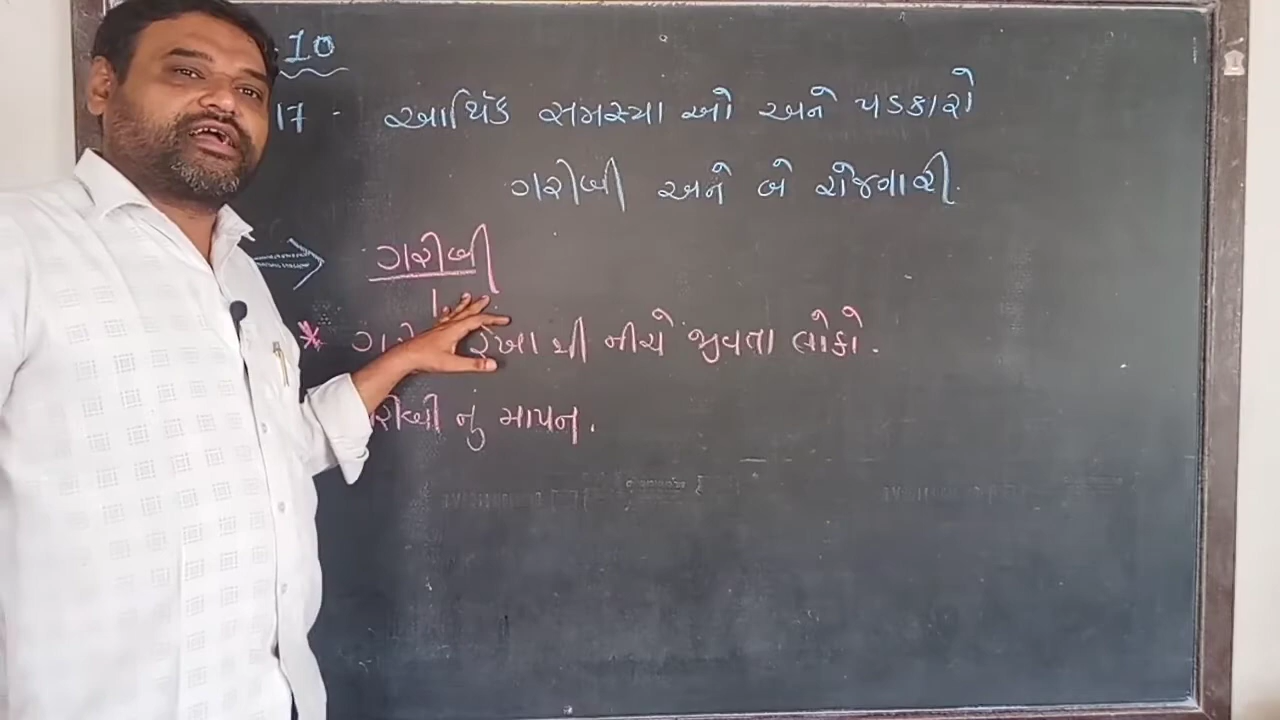 10
17 - આર્થિક સમસ્યા ઓ અને પડકારો
ગરીબી અને બે રોજગારી.
ગરીબી
* રેખા થી નીચે જીવતા લોકો.
નું માપન.